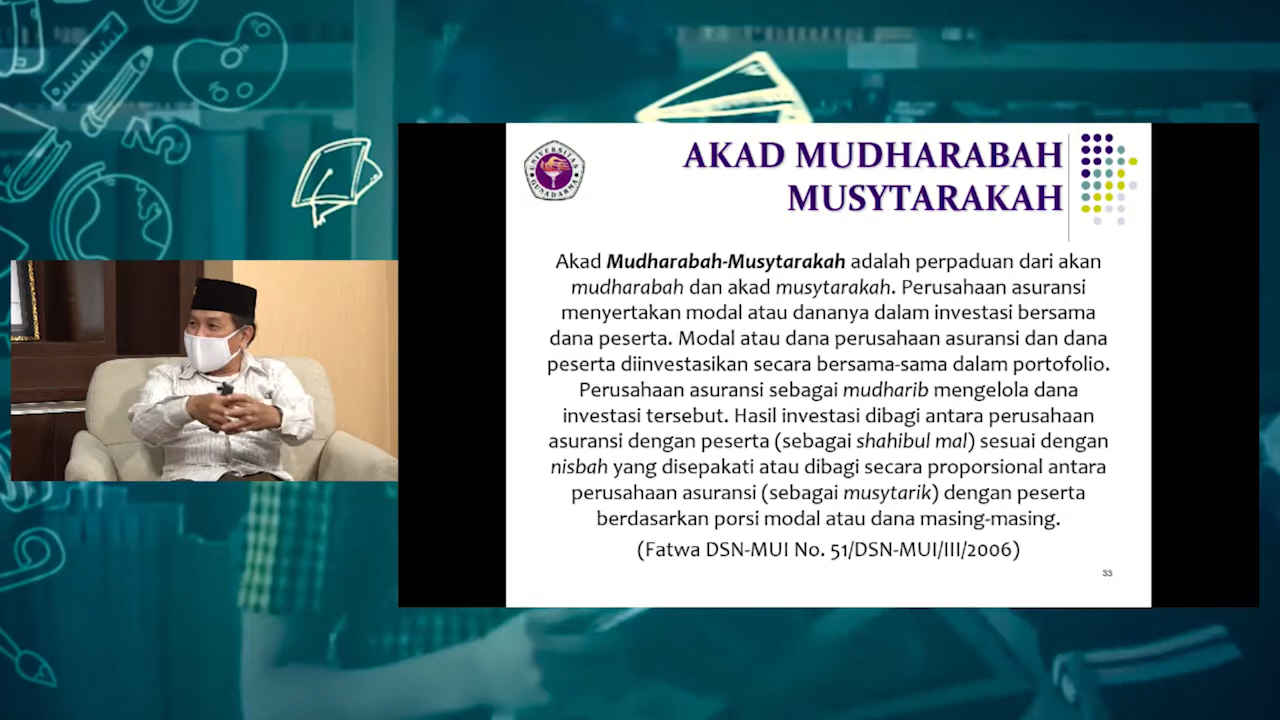 UNIVERSITAS
GUNADARMA
AKAD MUDHARABAH
MUSYTARAKAH
Akad Mudharabah-Musytarakah adalah perpaduan dari akan
mudharabah dan akad musytarakah. Perusahaan asuransi
menyertakan modal atau dananya dalam investasi bersama
dana peserta. Modal atau dana perusahaan asuransi dan dana
peserta diinvestasikan secara bersama-sama dalam portofolio.
Perusahaan asuransi sebagai mudharib mengelola dana
investasi tersebut. Hasil investasi dibagi antara perusahaan
asuransi dengan peserta (sebagai shahibul mal) sesuai dengan
nisbah yang disepakati atau dibagi secara proporsional antara
perusahaan asuransi (sebagai musytarik) dengan peserta
berdasarkan porsi modal atau dana masing-masing.
(Fatwa DSN-MUI No. 51/DSN-MUI/III/2006)
33